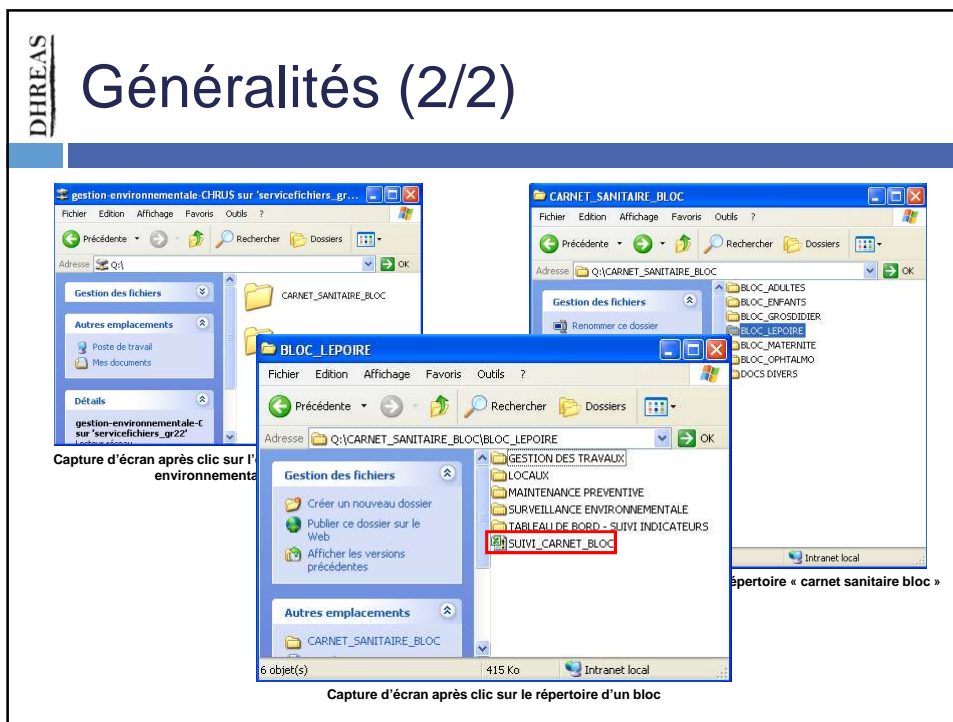 DHREAS
Généralités (2/2)
gestion-environnementale-CHRUS sur 'servicefichiers_gr...
Fichier Edition Affichage Favoris Outils ?
Précédente Rechercher Dossiers
Adresse Q:\ OK
Gestion des fichiers
Autres emplacements
Poste de travail
Mes documents
Détails
gestion-environnementale-C
sur 'servicefichiers_gr22'
CARNET_SANITAIRE_BLOC
Capture d'écran après clic sur l'
environnementa
CARNET_SANITAIRE_BLOC
Fichier Edition Affichage Favoris Outils ?
Précédente Rechercher Dossiers
Adresse Q:\CARNET_SANITAIRE_BLOC OK
Gestion des fichiers
Renommer ce dossier
BLOC_ADULTES
BLOC_ENFANTS
BLOC_GROSDIDIER
BLOC_LEPOIRE
BLOC_MATERNITE
BLOC_OPHTALMO
DOCS DIVERS
Intranet local
épertoire « carnet sanitaire bloc »
BLOC_LEPOIRE
Fichier Edition Affichage Favoris Outils ?
Précédente Rechercher Dossiers
Adresse Q:\CARNET_SANITAIRE_BLOC\BLOC_LEPOIRE OK
Gestion des fichiers
Créer un nouveau dossier
Publier ce dossier sur le
Web
Afficher les versions
précédentes
Autres emplacements
CARNET_SANITAIRE_BLOC
GESTION DES TRAVAUX
LOCAUX
MAINTENANCE PREVENTIVE
SURVEILLANCE ENVIRONNEMENTALE
TABLEAU DE BORD - SUIVI INDICATEURS
SUIVI_CARNET_BLOC
6 objet(s) 415 Ko Intranet local
Capture d'écran après clic sur le répertoire d'un bloc